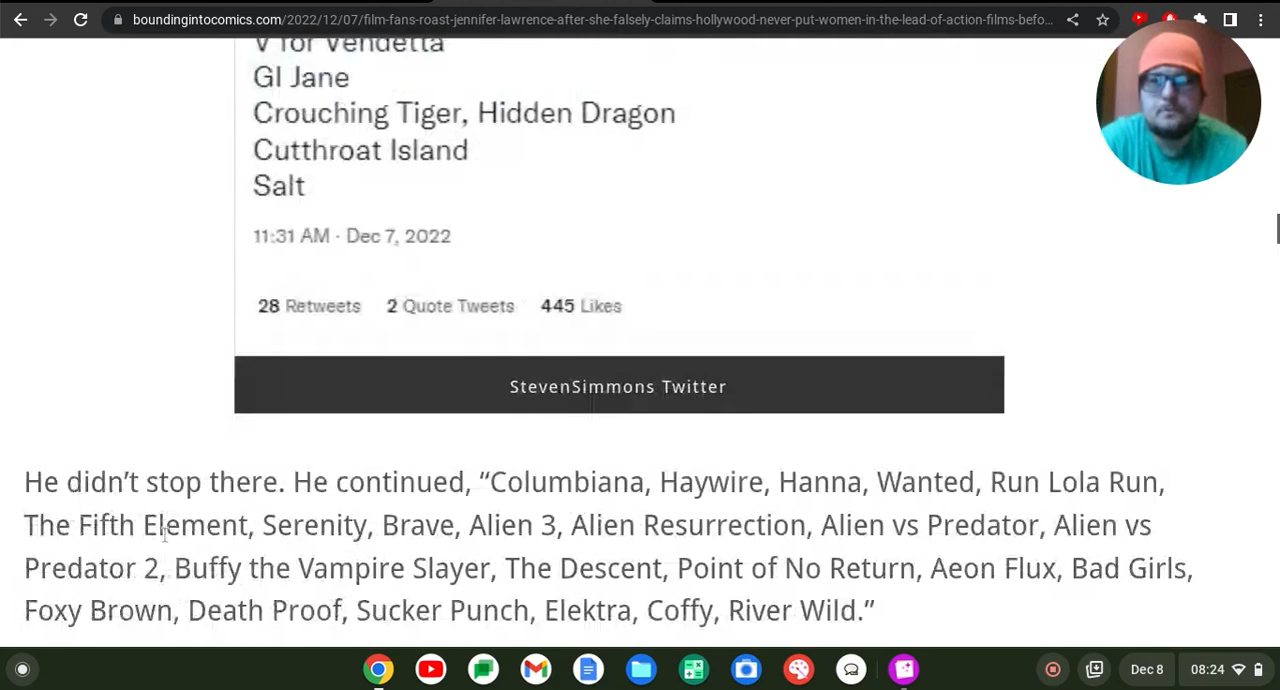 boundingintocomics.com/2022/12/07/film-fans-roast-jennifer-lawrence-after-she-falsely-claims-hollywood-never-put-women-in-the-lead-of-action-films-befo...
V for Vendetta
GI Jane
Crouching Tiger, Hidden Dragon
Cutthroat Island
Salt
11:31 AM · Dec 7, 2022
28 Retweets 2 Quote Tweets 445 Likes
StevenSimmons Twitter
He didn’t stop there. He continued, “Columbiana, Haywire, Hanna, Wanted, Run Lola Run,
The Fifth Element, Serenity, Brave, Alien 3, Alien Resurrection, Alien vs Predator, Alien vs
Predator 2, Buffy the Vampire Slayer, The Descent, Point of No Return, Aeon Flux, Bad Girls,
Foxy Brown, Death Proof, Sucker Punch, Elektra, Coffy, River Wild.”
Dec 8 08:24